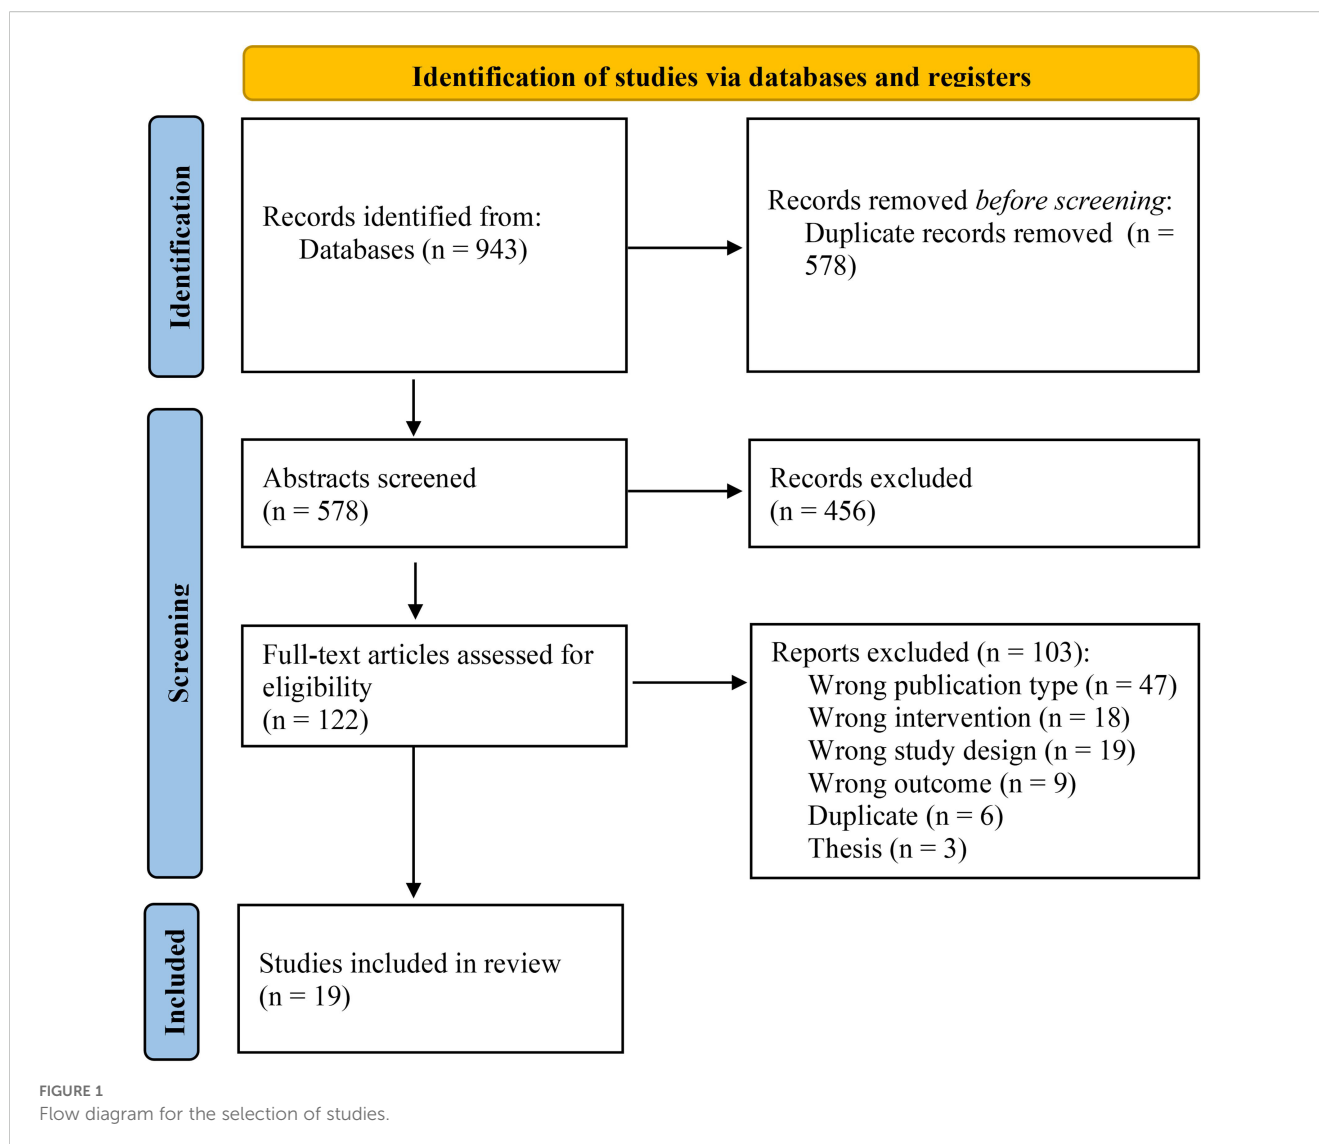 Identification of studies via databases and registers
Identification
Records identified from:
Databases (n = 943)
Records removed before screening:
Duplicate records removed (n =
578)
Screening
Abstracts screened
(n = 578)
Records excluded
(n = 456)
Full-text articles assessed for
eligibility
(n = 122)
Reports excluded (n = 103):
Wrong publication type (n = 47)
Wrong intervention (n = 18)
Wrong study design (n = 19)
Wrong outcome (n = 9)
Duplicate (n = 6)
Thesis (n = 3)
Included
Studies included in review
(n = 19)
FIGURE 1
Flow diagram for the selection of studies.